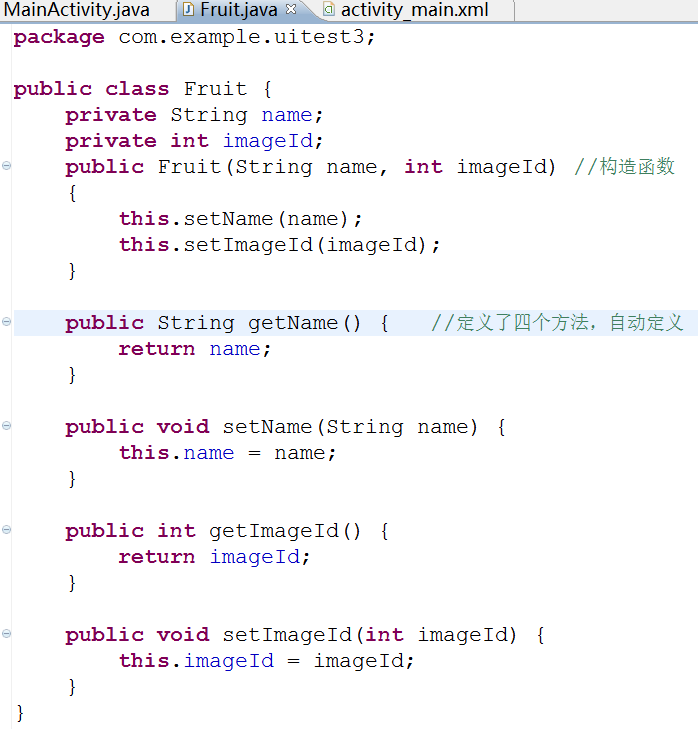 MainActivity.java Fruit.java activity_main.xml
package com.example.uitest3;
public class Fruit {
private String name;
private int imageId;
public Fruit(String name, int imageId) //构造函数
{
this.setName(name);
this.setImageId(imageId);
}
public String getName() { //定义了四个方法，自动定义
return name;
}
public void setName(String name) {
this.name = name;
}
public int getImageId() {
return imageId;
}
public void setImageId(int imageId) {
this.imageId = imageId;
}
}